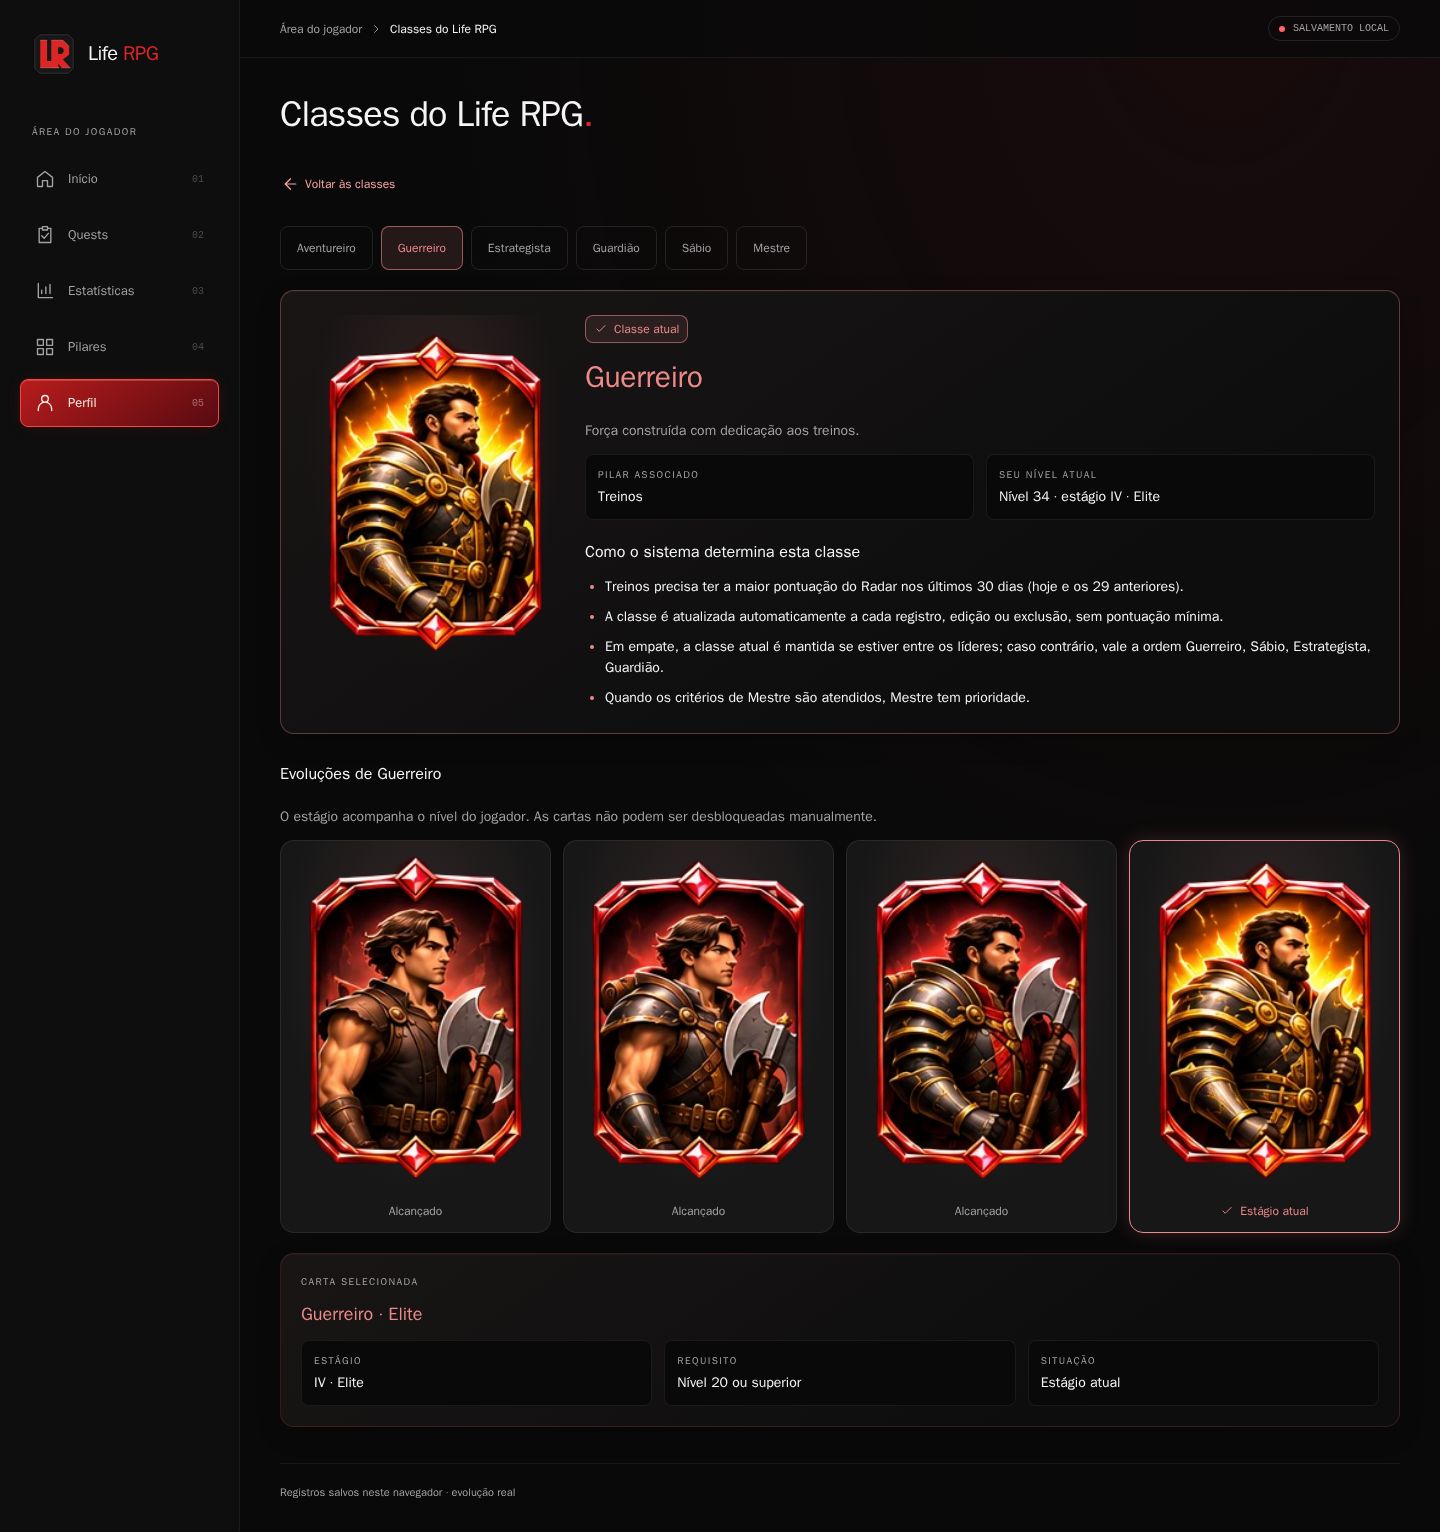 LR
Life RPG
ÁREA DO JOGADOR
Início 01
Quests 02
Estatísticas 03
Pilares 04
Perfil 05
Área do jogador > Classes do Life RPG
SALVAMENTO LOCAL
Classes do Life RPG.
Voltar às classes
Aventureiro
Guerreiro
Estrategista
Guardião
Sábio
Mestre
Classe atual
Guerreiro
Força construída com dedicação aos treinos.
PILAR ASSOCIADO
Treinos
SEU NÍVEL ATUAL
Nível 34 · estágio IV · Elite
Como o sistema determina esta classe
Treinos precisa ter a maior pontuação do Radar nos últimos 30 dias (hoje e os 29 anteriores).
A classe é atualizada automaticamente a cada registro, edição ou exclusão, sem pontuação mínima.
Em empate, a classe atual é mantida se estiver entre os líderes; caso contrário, vale a ordem Guerreiro, Sábio, Estrategista,
Guardião.
Quando os critérios de Mestre são atendidos, Mestre tem prioridade.
Evoluções de Guerreiro
O estágio acompanha o nível do jogador. As cartas não podem ser desbloqueadas manualmente.
Alcançado
Alcançado
Alcançado
Estágio atual
CARTA SELECIONADA
Guerreiro · Elite
ESTÁGIO
IV · Elite
REQUISITO
Nível 20 ou superior
SITUAÇÃO
Estágio atual
Registros salvos neste navegador · evolução real